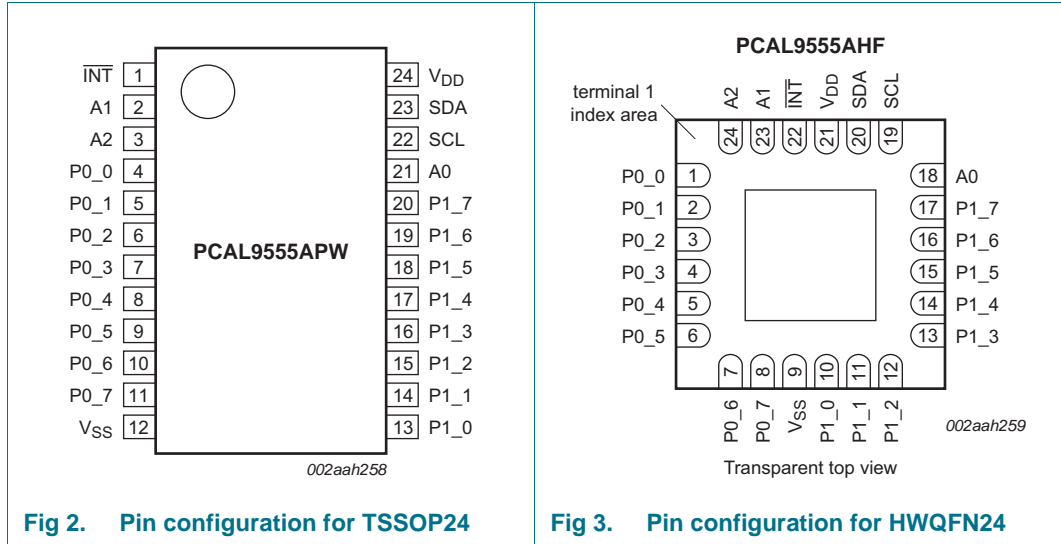 INT 1
A1 2
A2 3
P0_0 4
P0_1 5
P0_2 6
P0_3 7
P0_4 8
P0_5 9
P0_6 10
P0_7 11
VSS 12
PCAL9555APW
24 VDD
23 SDA
22 SCL
21 A0
20 P1_7
19 P1_6
18 P1_5
17 P1_4
16 P1_3
15 P1_2
14 P1_1
13 P1_0
002aah258
Fig 2. Pin configuration for TSSOP24
PCAL9555AHF
terminal 1
index area
A2 A1 INT VDD SDA SCL
24 23 22 21 20 19
P0_0 1
P0_1 2
P0_2 3
P0_3 4
P0_4 5
P0_5 6
18 A0
17 P1_7
16 P1_6
15 P1_5
14 P1_4
13 P1_3
7 8 9 10 11 12
P0_6 P0_7 VSS P1_0 P1_1 P1_2
002aah259
Transparent top view
Fig 3. Pin configuration for HWQFN24